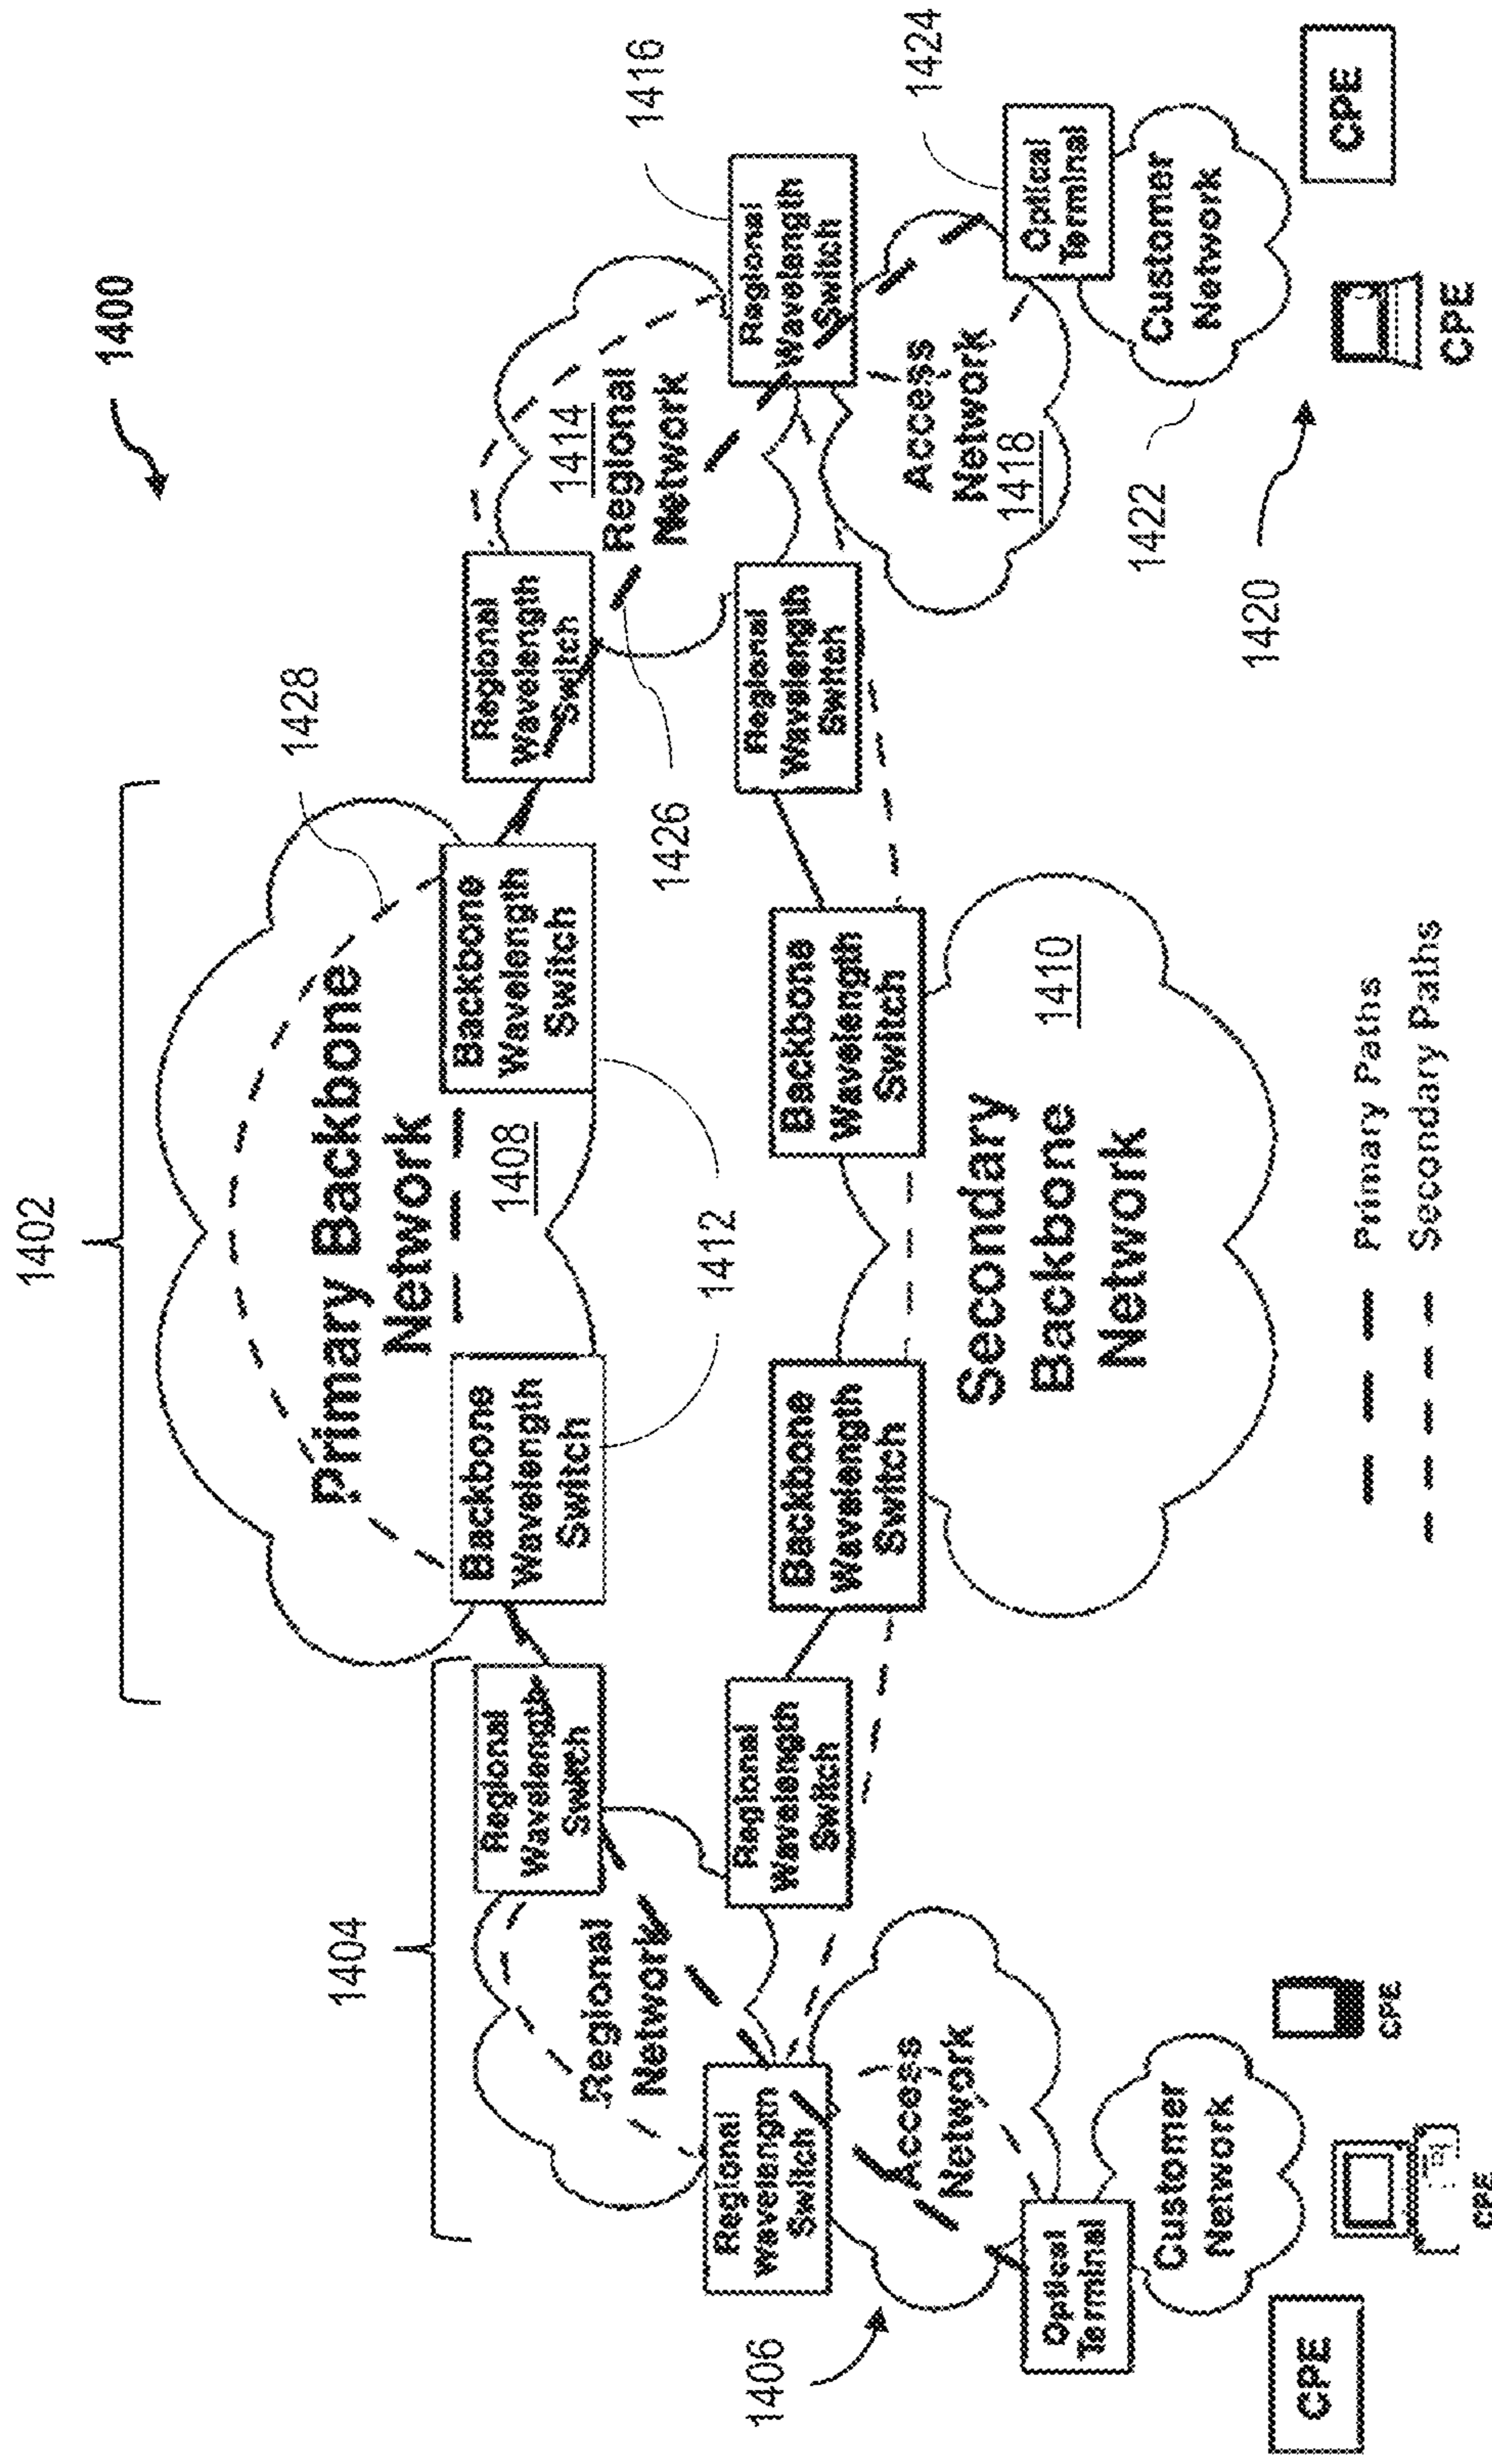 1400
1402
1404
1428
Primary Backbone
Network
1408
Backbone
Wavelength
Switch
Backbone
Wavelength
Switch
1412
Regional
Wavelength
Switch
Regional
Network
Regional
Wavelength
Switch
Regional
Wavelength
Switch
1406
Access
Network
Optical
Terminal
Customer
Network
CPE
CPE
CPE
Regional
Wavelength
Switch
1414
Regional
Network
1426
Regional
Wavelength
Switch
1416
Regional
Wavelength
Switch
Access
Network
1418
1424
Optical
Terminal
Customer
Network
1422
1420
CPE
CPE
Backbone
Wavelength
Switch
Backbone
Wavelength
Switch
1410
Secondary
Backbone
Network
Primary Paths
Secondary Paths